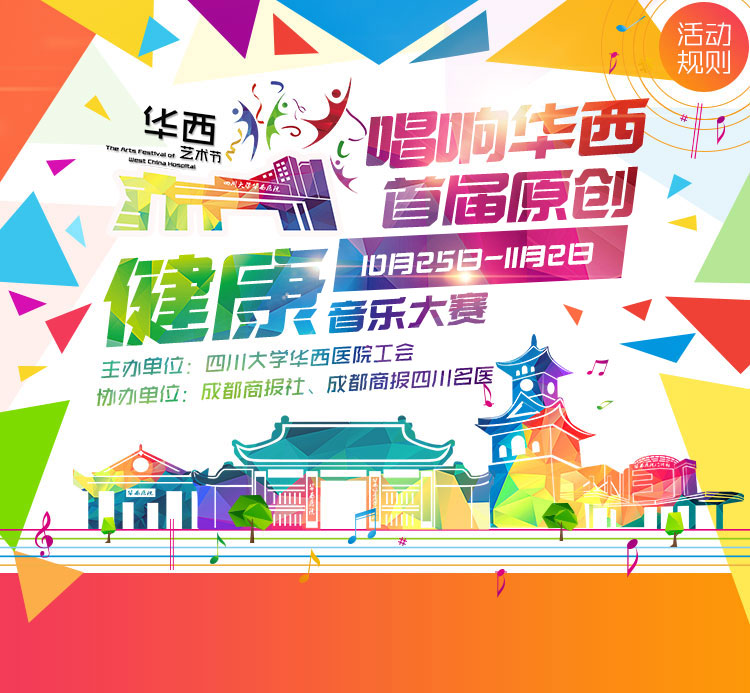 活动
规则
华西
艺术节
The Arts Festival of
West China Hospital
四川大学华西医院
唱响华西
首届原创
健康
10月25日-11月2日
音乐大赛
主办单位：四川大学华西医院工会
协办单位：成都商报社、成都商报四川名医
华西医院